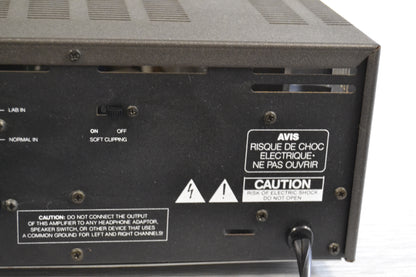 LAB IN
NORMAL IN
ON OFF
SOFT CLIPPING
AVIS
RISQUE DE CHOC
ELECTRIQUE•
NE PAS OUVRIR
CAUTION
RISK OF ELECTRIC SHOCK
DO NOT OPEN
CAUTION: DO NOT CONNECT THE OUTPUT
OF THIS AMPLIFIER TO ANY HEADPHONE ADAPTOR,
SPEAKER SWITCH, OR OTHER DEVICE THAT USES
A COMMON GROUND FOR LEFT AND RIGHT CHANNELS!